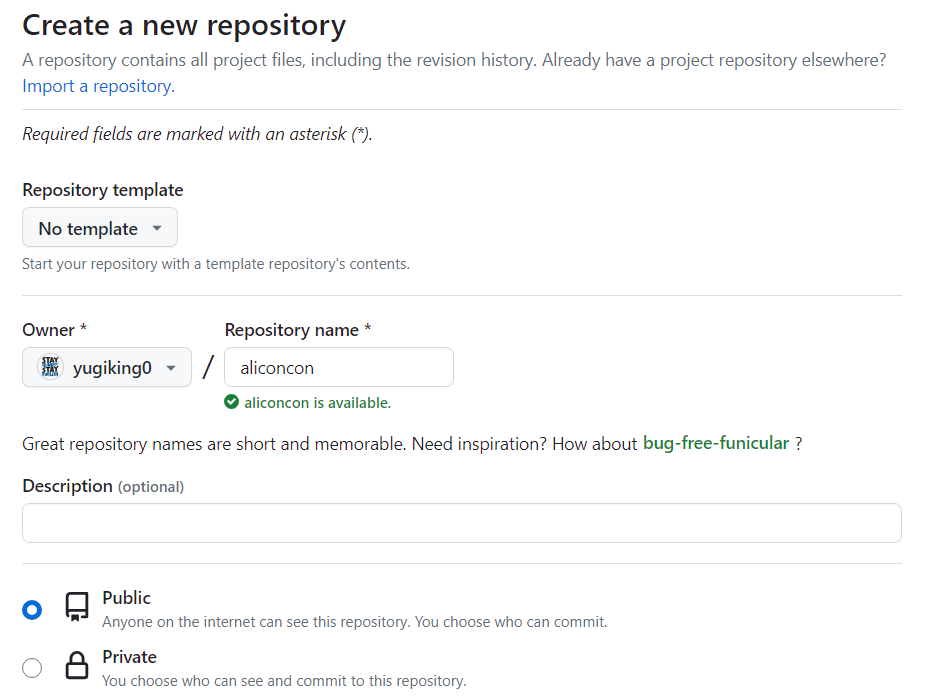 Create a new repository
A repository contains all project files, including the revision history. Already have a project repository elsewhere?
Import a repository.
Required fields are marked with an asterisk (*).
Repository template
No template
Start your repository with a template repository's contents.
Owner *
Repository name *
STAY
STAY
yugiking0
/
aliconcon
aliconcon is available.
Great repository names are short and memorable. Need inspiration? How about bug-free-funicular ?
Description (optional)
Public
Anyone on the internet can see this repository. You choose who can commit.
Private
You choose who can see and commit to this repository.